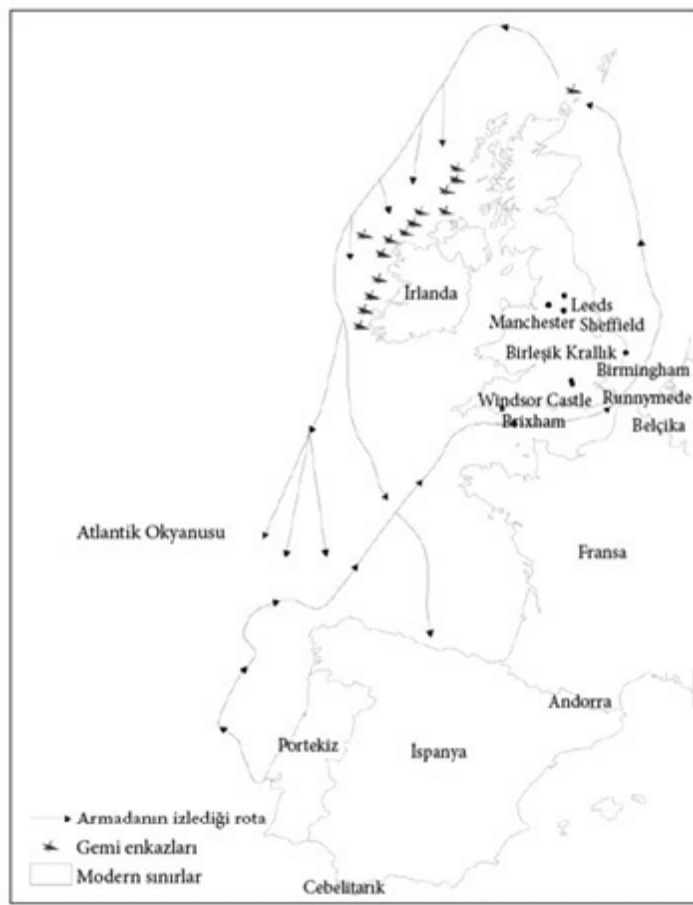 İrlanda
Leeds
Manchester Sheffield
Birleşik Krallık
Birmingham
Windsor Castle Runnymede
Brixham
Belçika
Atlantik Okyanusu
Fransa
Andorra
Portekiz
İspanya
Armadanın izlediği rota
Gemi enkazları
Modern sınırlar
Cebelitarık